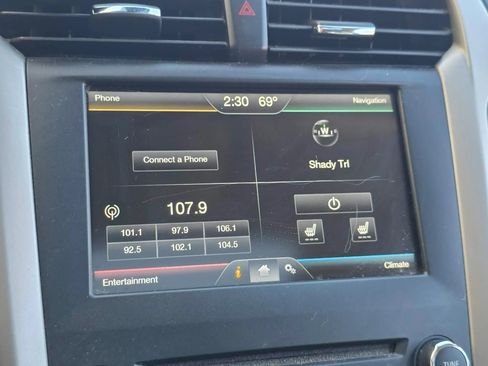 Phone
2:30 69°
Navigation
W
Connect a Phone
Shady Trl
107.9
101.1 97.9 106.1
92.5 102.1 104.5
Entertainment
i
Climate
TUNE